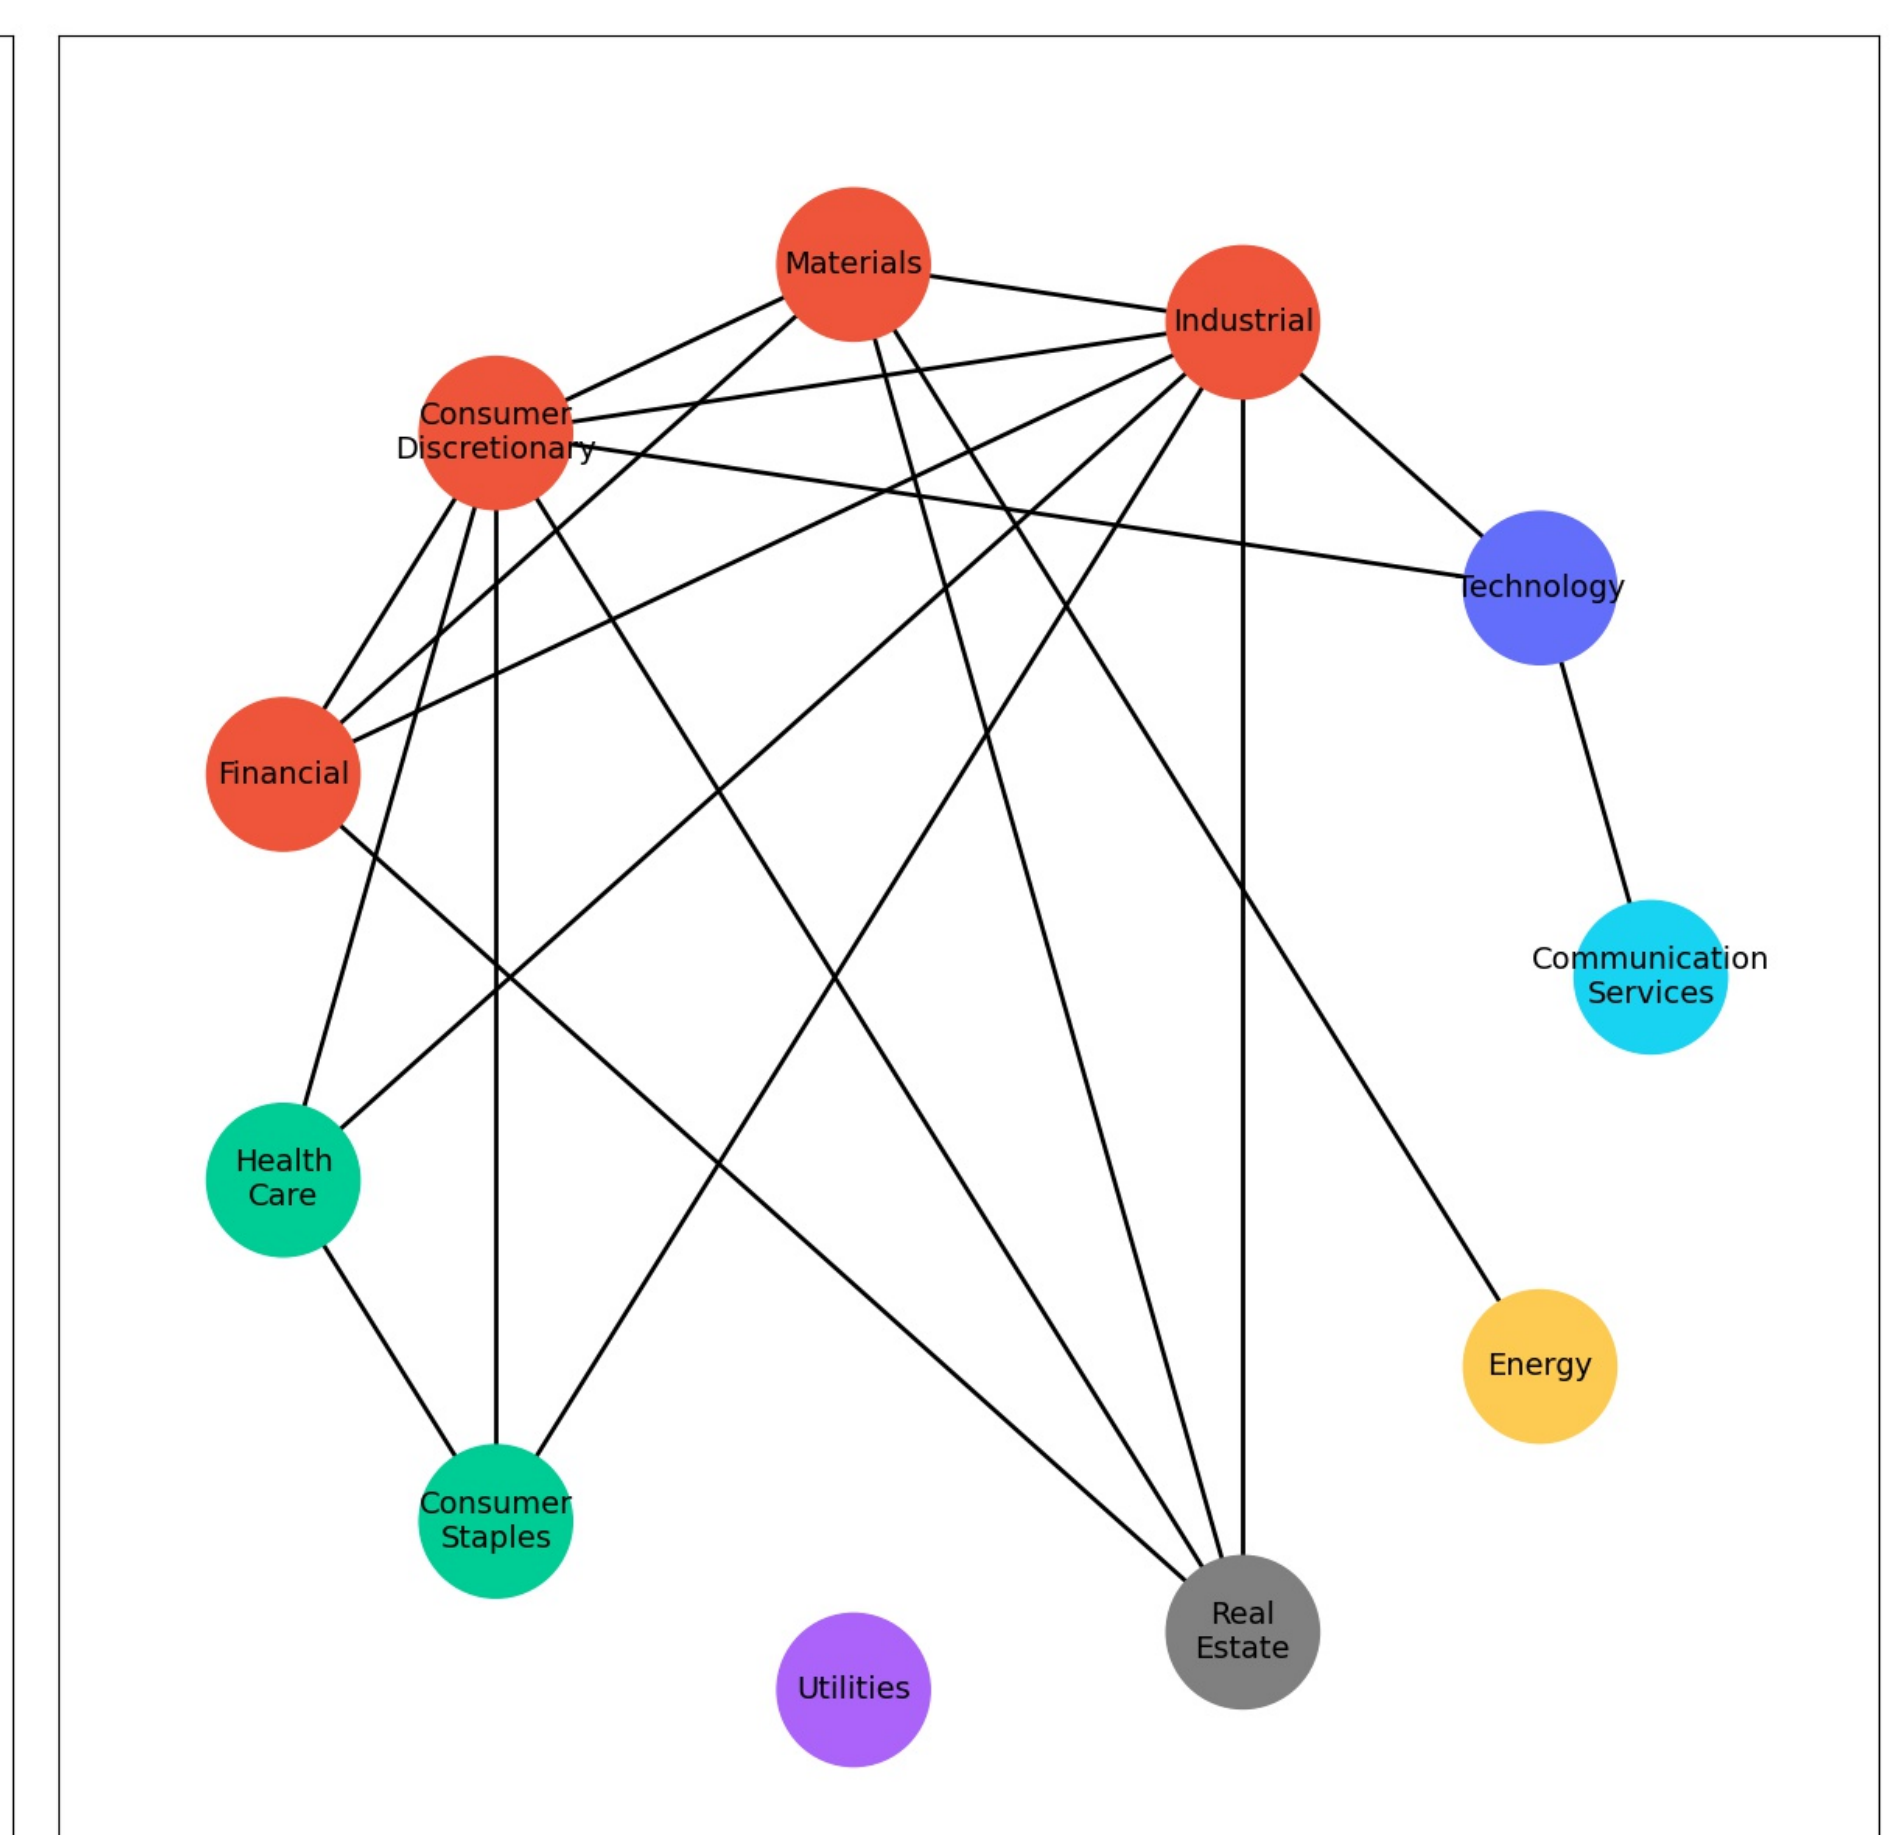 Materials
Industrial
Consumer
Discretionary
Technology
Financial
Communication
Services
Health
Care
Energy
Consumer
Staples
Real
Estate
Utilities